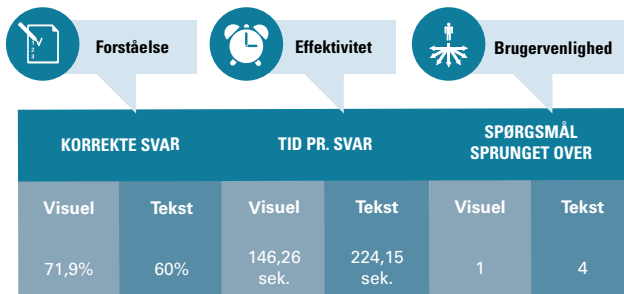 Forståelse
Effektivitet
Brugervenlighed
KORREKTE SVAR
TID PR. SVAR
SPØRGSMÅL
SPRUNGET OVER
Visuel
Tekst
Visuel
Tekst
Visuel
Tekst
71,9%
60%
146,26
sek.
224,15
sek.
1
4